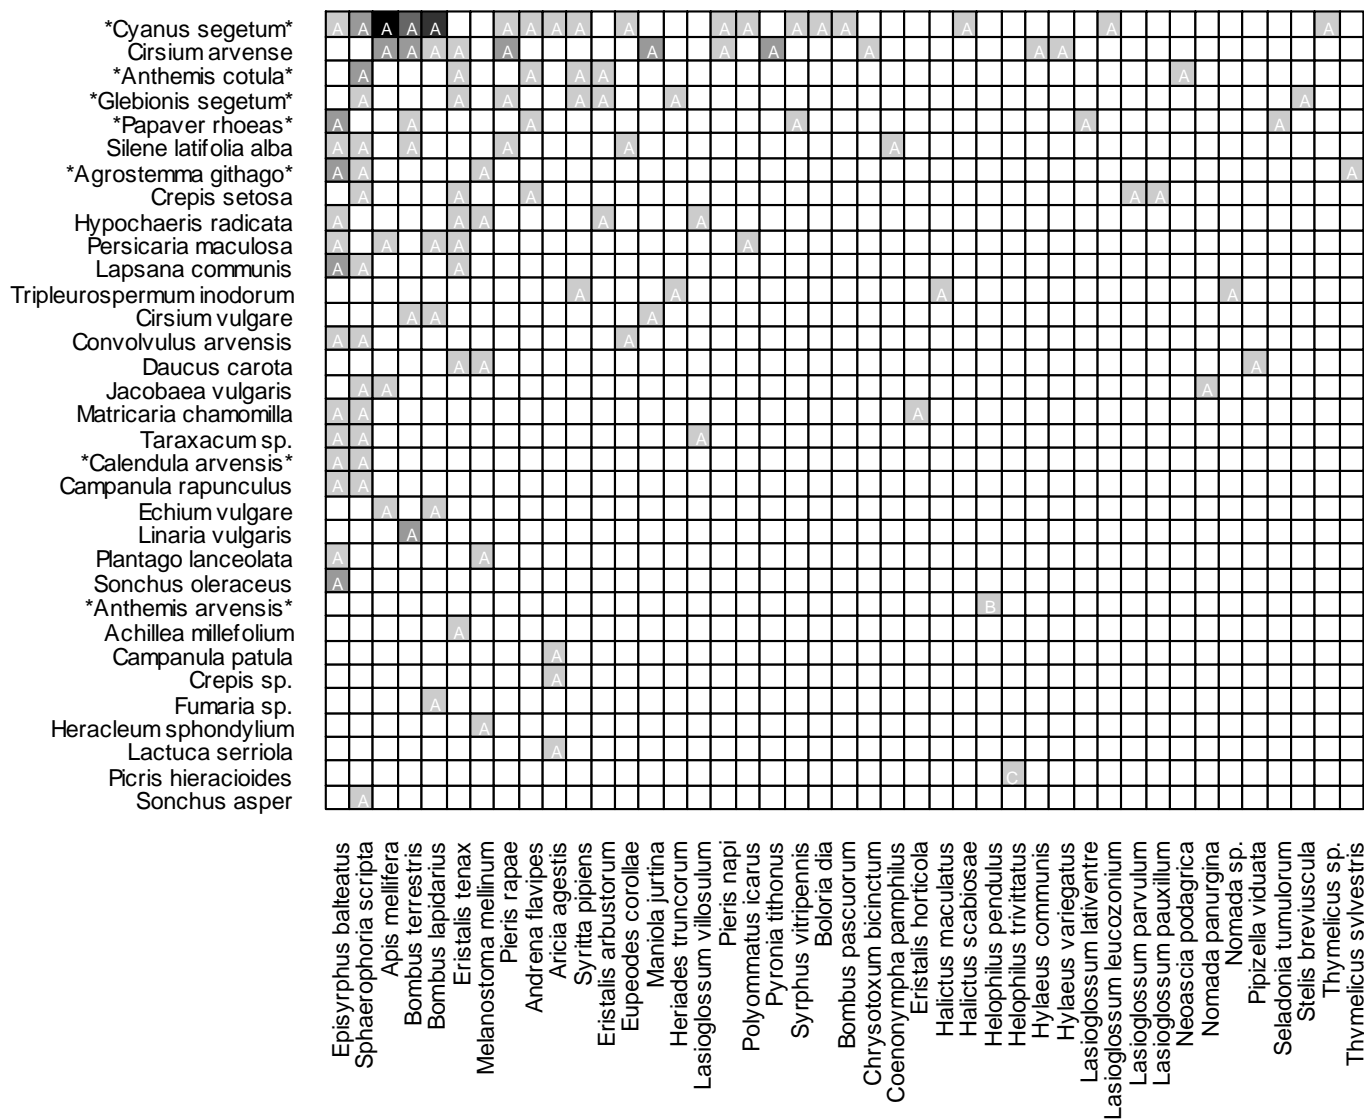 *Cyanus segetum* A A A A A A A A A A A A A A A A A A
Cirsium arvense A A A A A A A A A A A A
*Anthemis cotula* A A A A A A
*Glebionis segetum* A A A A A A A
*Papaver rhoeas* A A A A A A
Silene latifolia alba A A A A A A
*Agrostemma githago* A A A A
Crepis setosa A A A A A
Hypochaeris radicata A A A A A
Persicaria maculosa A A A A A
Lapsana communis A A A
Tripleurospermum inodorum A A A A
Cirsium vulgare A A A
Convolvulus arvensis A A A
Daucus carota A A A
Jacobaea vulgaris A A A
Matricaria chamomilla A A A
Taraxacum sp. A A A
*Calendula arvensis* A A
Campanula rapunculus A A
Echium vulgare A A
Linaria vulgaris A
Plantago lanceolata A A
Sonchus oleraceus A
*Anthemis arvensis* B
Achillea millefolium A
Campanula patula A
Crepis sp. A
Fumaria sp. A
Heracleum sphondylium A
Lactuca serriola A
Picris hieracioides C
Sonchus asper A
Episyrphus balteatus
Sphaerophoria scripta
Apis mellifera
Bombus terrestris
Bombus lapidarius
Eristalis tenax
Melanostoma mellinum
Pieris rapae
Andrena flavipes
Aricia agestis
Syritta pipiens
Eristalis arbustorum
Eupeodes corollae
Maniola jurtina
Heriades truncorum
Lasioglossum villosulum
Pieris napi
Polyommatus icarus
Pyronia tithonus
Syrphus vitripennis
Boloria dia
Bombus pascuorum
Chrysotoxum bicinctum
Coenonympha pamphilus
Eristalis horticola
Halictus maculatus
Halictus scabiosae
Helophilus pendulus
Helophilus trivittatus
Hylaeus communis
Hylaeus variegatus
Lasioglossum lativentre
Lasioglossum leucozonium
Lasioglossum parvulum
Lasioglossum pauxillum
Neoascia podagrica
Nomada panurgina
Nomada sp.
Pipizella viduata
Seladonia tumulorum
Stelis breviuscula
Thymelicus sp.
Thymelicus sylvestris